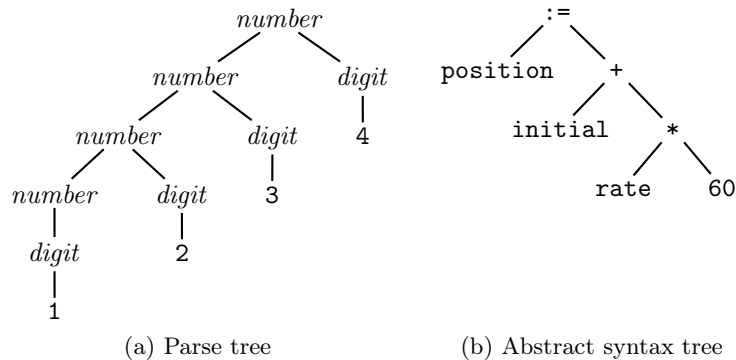 number :=
number digit position +
number digit 4 initial *
number digit 3 rate 60
digit 2
1
(a) Parse tree (b) Abstract syntax tree